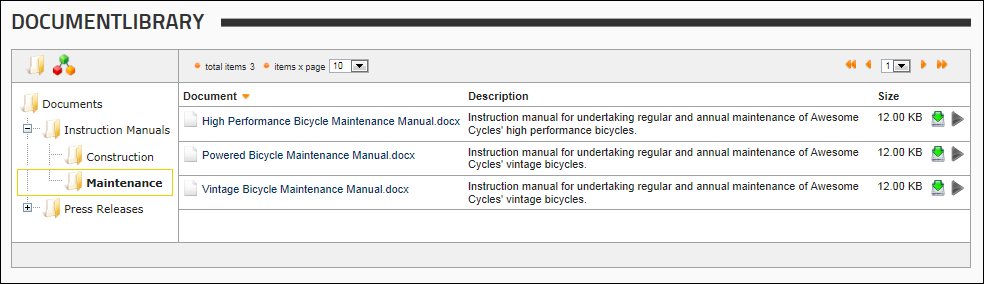 DOCUMENTLIBRARY
total items 3 items x page 10 1
Documents
Instruction Manuals
Construction
Maintenance
Press Releases
Document Description Size
High Performance Bicycle Maintenance Manual.docx
Instruction manual for undertaking regular and annual maintenance of Awesome
Cycles' high performance bicycles.
12.00 KB
Powered Bicycle Maintenance Manual.docx
Instruction manual for undertaking regular and annual maintenance of Awesome
Cycles' vintage bicycles.
12.00 KB
Vintage Bicycle Maintenance Manual.docx
Instruction manual for undertaking regular and annual maintenance of Awesome
Cycles' vintage bicycles.
12.00 KB